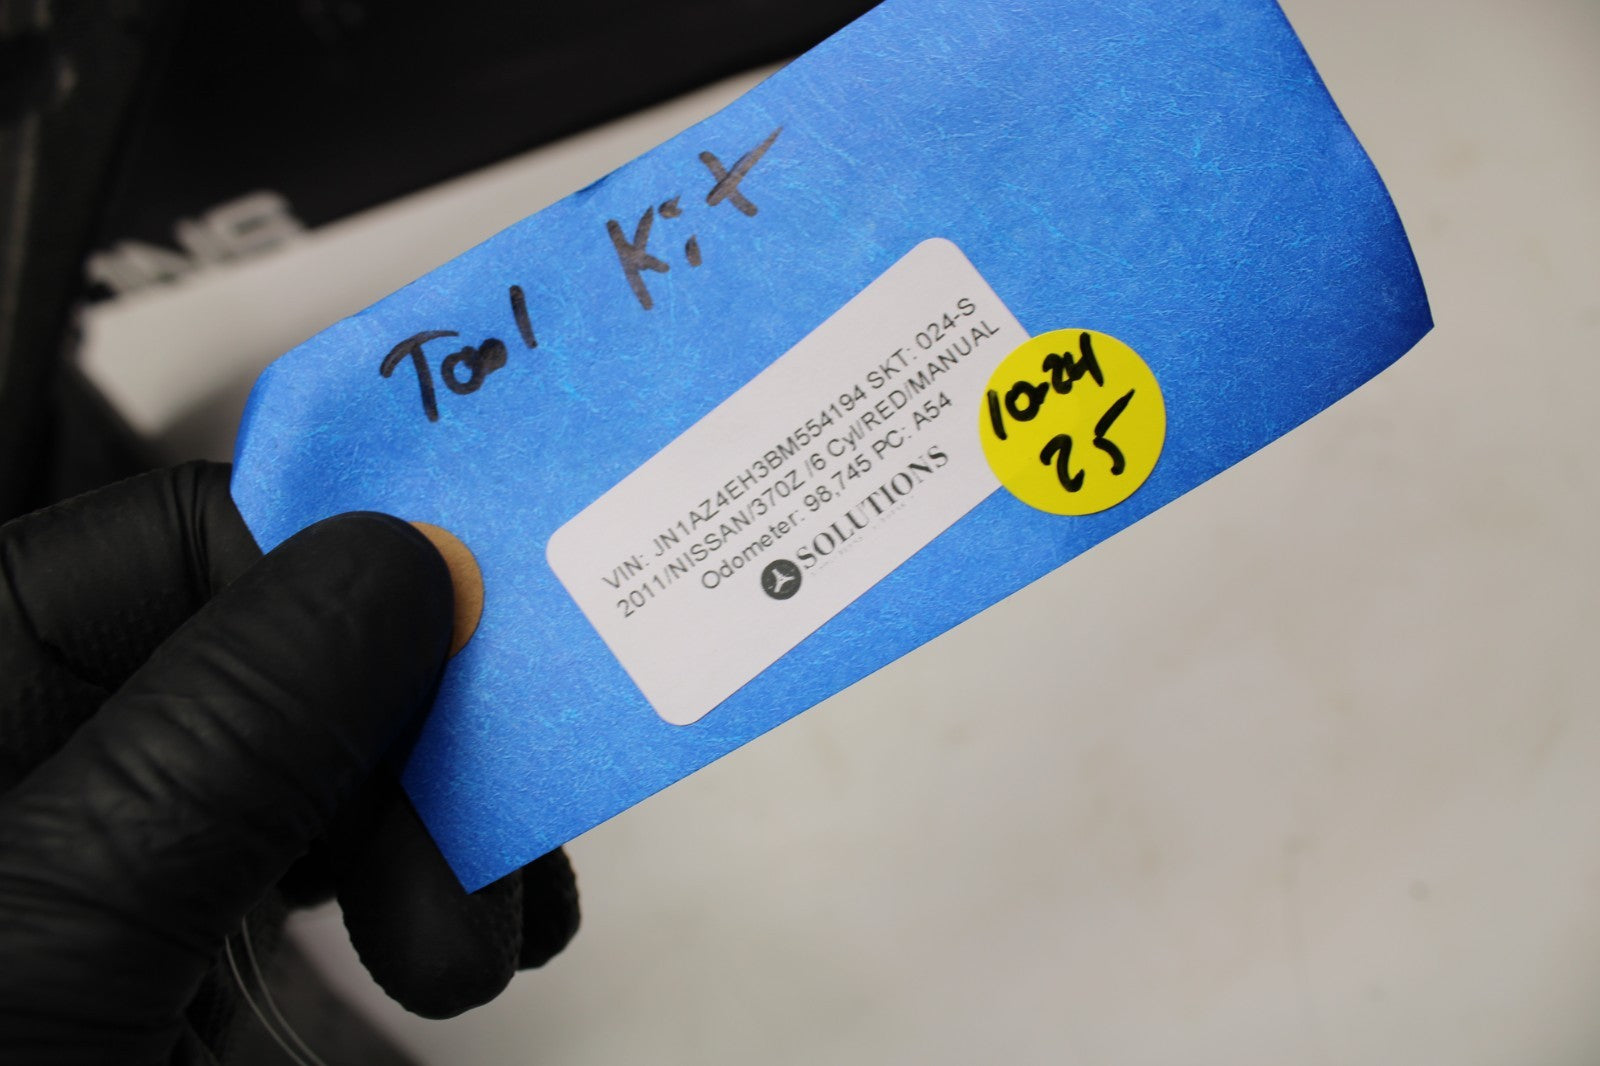 Tool Kit
VIN: JN1AZ4EH3BM554194 SKT: 024-S
2011/NISSAN/370Z /6 Cyl/RED/MANUAL
Odometer: 98,745 PC: A54
SOLUTIONS
10-24
25